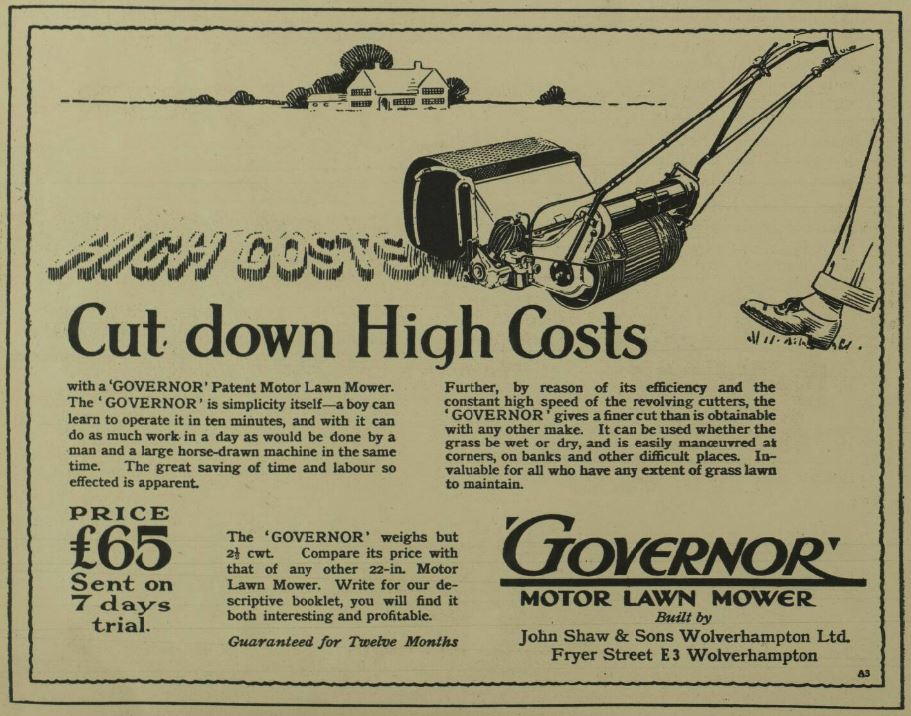 HIGH COSTS
Cut down High Costs
with a 'GOVERNOR' Patent Motor Lawn Mower.
The 'GOVERNOR' is simplicity itself—a boy can
learn to operate it in ten minutes, and with it can
do as much work in a day as would be done by a
man and a large horse-drawn machine in the same
time. The great saving of time and labour so
effected is apparent.
Further, by reason of its efficiency and the
constant high speed of the revolving cutters, the
'GOVERNOR' gives a finer cut than is obtainable
with any other make. It can be used whether the
grass be wet or dry, and is easily manœuvred at
corners, on banks and other difficult places. In-
valuable for all who have any extent of grass lawn
to maintain.
PRICE
£65
Sent on
7 days
trial.
The 'GOVERNOR' weighs but
2½ cwt. Compare its price with
that of any other 22-in. Motor
Lawn Mower. Write for our de-
scriptive booklet, you will find it
both interesting and profitable.
Guaranteed for Twelve Months
'GOVERNOR'
MOTOR LAWN MOWER
Built by
John Shaw & Sons Wolverhampton Ltd.
Fryer Street E3 Wolverhampton
A3